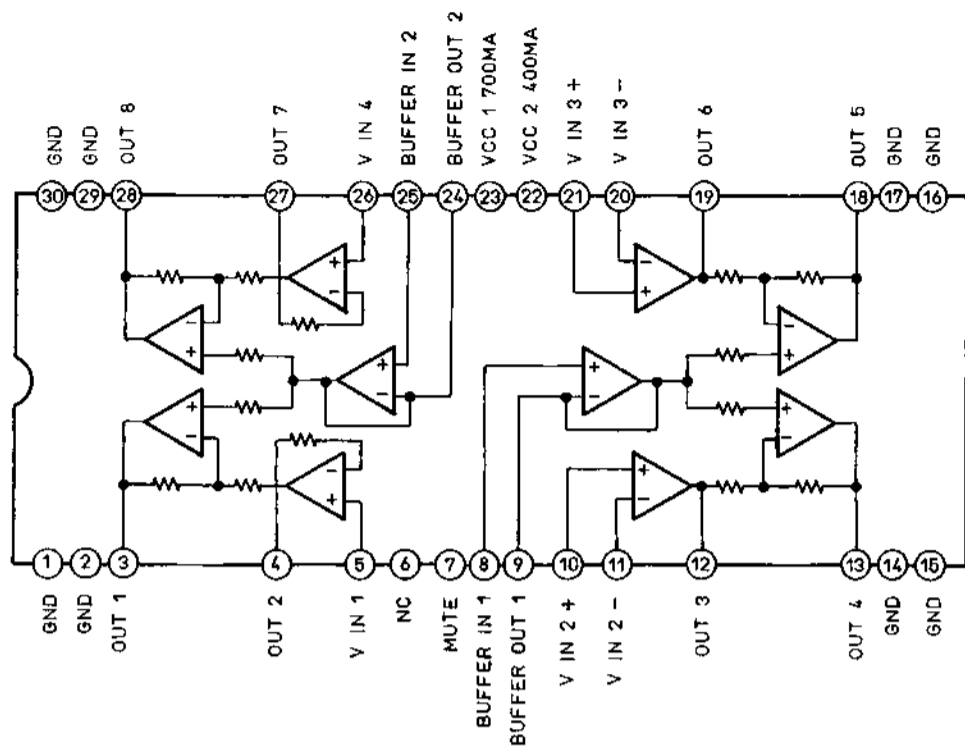 30 GND
29 GND
28 OUT 8
27 OUT 7
26 V IN 4
25 BUFFER IN 2
24 BUFFER OUT 2
23 VCC 1 700MA
22 VCC 2 400MA
21 V IN 3 +
20 V IN 3 -
19 OUT 6
18 OUT 5
17 GND
16 GND
- +
+ -
- +
+ -
+ -
- +
- +
+ -
+ -
+ -
1 GND
2 GND
3 OUT 1
4 OUT 2
5 V IN 1
6 NC
7 MUTE
8 BUFFER IN 1
9 BUFFER OUT 1
10 V IN 2 +
11 V IN 2 -
12 OUT 3
13 OUT 4
14 GND
15 GND